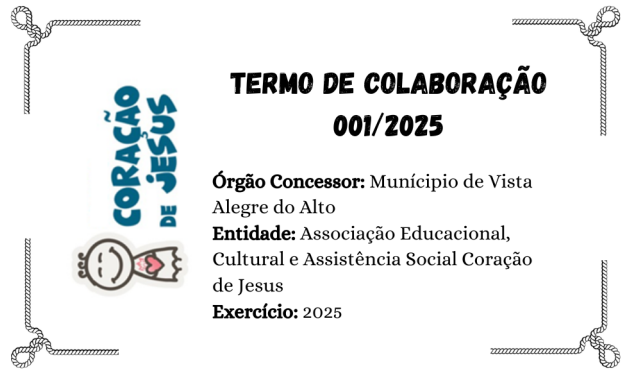 CORAÇÃO
DE JESUS
TERMO DE COLABORAÇÃO
001/2025
Órgão Concessor: Munícipio de Vista
Alegre do Alto
Entidade: Associação Educacional,
Cultural e Assistência Social Coração
de Jesus
Exercício: 2025